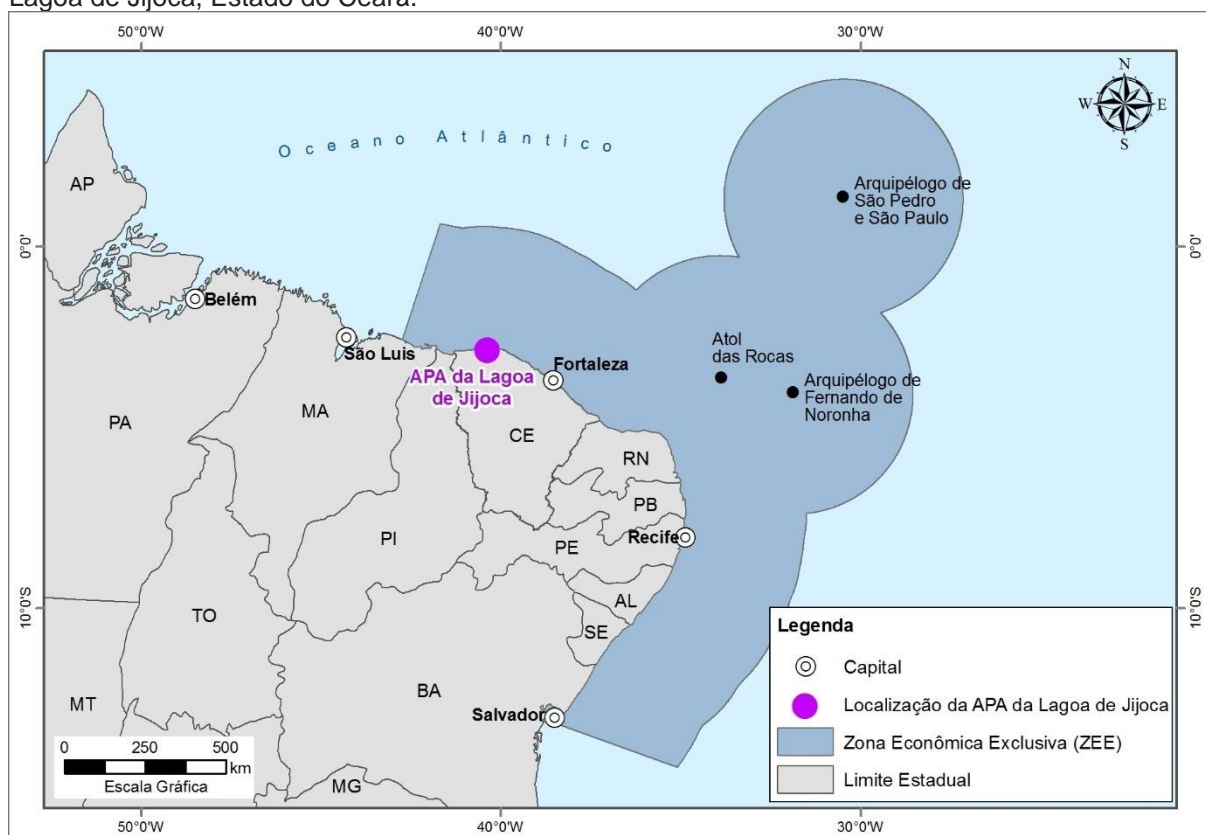 Lagoa de Jijoca, Estado do Ceará.
50°0'W
40°0'W
30°0'W
N
W
E
S
Oceano Atlântico
Arquipélogo de
São Pedro
e São Paulo
AP
0°0'
0°0'
Belém
São Luis
Fortaleza
APA da Lagoa
de Jijoca
Atol
das Rocas
Arquipélogo de
Fernando de
Noronha
PA
MA
CE
RN
PB
PI
PE
Recife
AL
TO
SE
10°0'S
10°0'S
BA
MT
Salvador
MG
0
250
500
km
Escala Gráfica
Legenda
Capital
Localização da APA da Lagoa de Jijoca
Zona Econômica Exclusiva (ZEE)
Limite Estadual
50°0'W
40°0'W
30°0'W